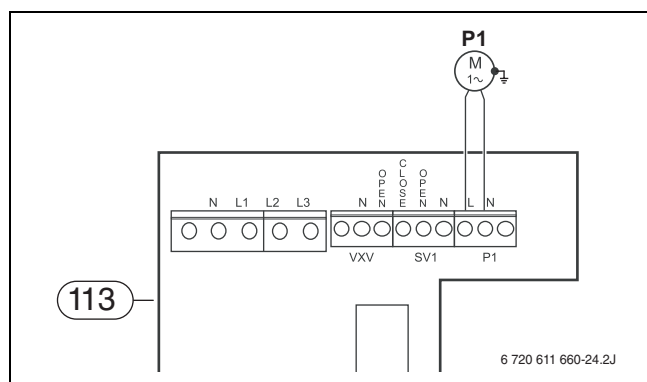 P1
M
1~
N L1 L2 L3 N OPEN CLOSE OPEN N L N
VXV SV1 P1
113
6 720 611 660-24.2J